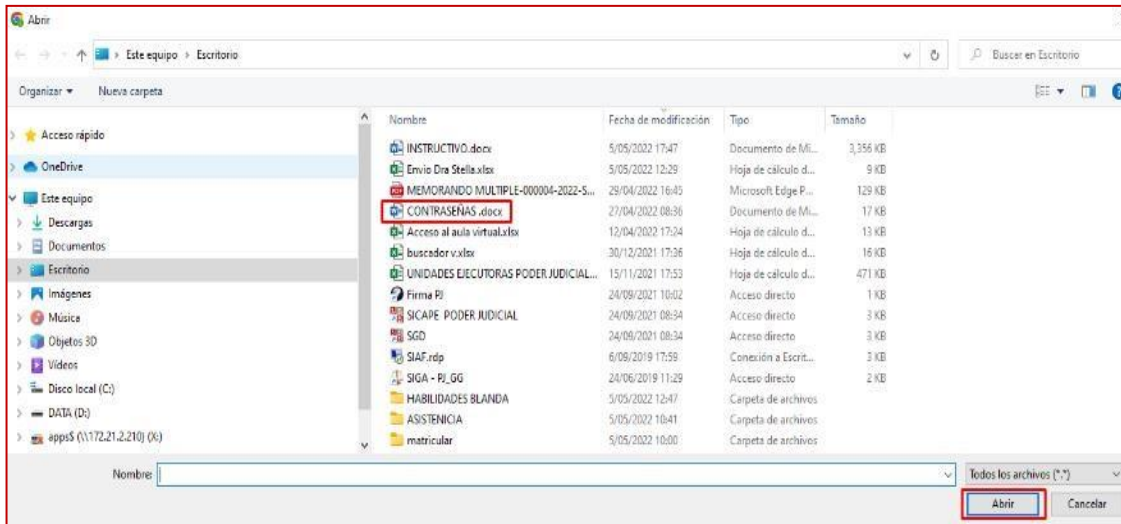 Abrir
Este equipo > Escritorio
Buscar en Escritorio
Organizar
Nueva carpeta
Nombre Fecha de modificación Tipo Tamaño
Acceso rápido
OneDrive
Este equipo
Descargas
Documentos
Escritorio
Imágenes
Música
Objetos 3D
Vídeos
Disco local (C:)
DATA (D:)
apps$ (\\172.21.2.210) (X:)
INSTRUCTIVO.docx 5/05/2022 17:47 Documento de Mi... 3,356 KB
Envio Dra Stella.xlsx 5/05/2022 12:29 Hoja de cálculo d... 9 KB
MEMORANDO MULTIPLE-000004-2022-S... 29/04/2022 16:45 Microsoft Edge P... 129 KB
CONTRASEÑAS .docx 27/04/2022 08:36 Documento de Mi... 17 KB
Acceso al aula virtual.xlsx 12/04/2022 17:24 Hoja de cálculo d... 13 KB
buscador v.xlsx 30/12/2021 17:36 Hoja de cálculo d... 16 KB
UNIDADES EJECUTORAS PODER JUDICIAL... 15/11/2021 17:53 Hoja de cálculo d... 471 KB
Firma PJ 24/09/2021 10:02 Acceso directo 1 KB
SICAPE PODER JUDICIAL 24/09/2021 08:34 Acceso directo 3 KB
SGD 24/09/2021 08:34 Acceso directo 3 KB
SIAF.rdp 6/09/2019 17:59 Conexión a Escrit... 3 KB
SIGA - PJ_GG 24/06/2019 11:29 Acceso directo 2 KB
HABILIDADES BLANDA 5/05/2022 12:47 Carpeta de archivos
ASISTENICIA 5/05/2022 10:41 Carpeta de archivos
matricular 5/05/2022 10:00 Carpeta de archivos
Nombre:
Todos los archivos (*.*)
Abrir
Cancelar